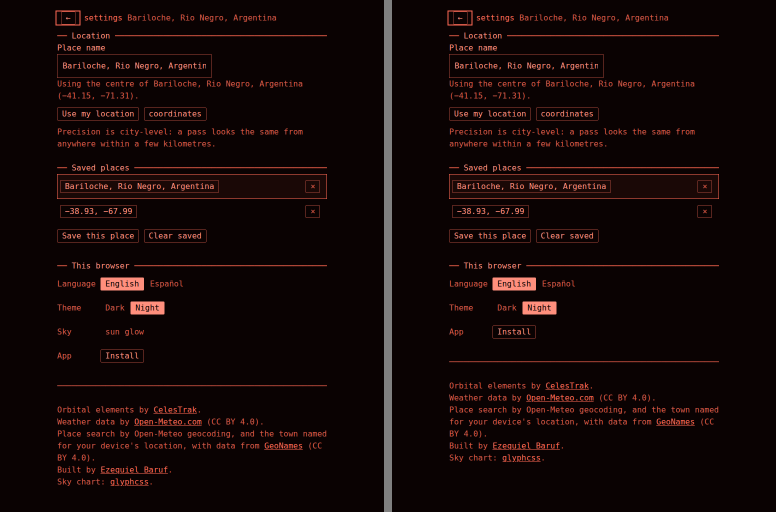 ← settings Bariloche, Rio Negro, Argentina
Location
Place name
Bariloche, Rio Negro, Argentin
Using the centre of Bariloche, Rio Negro, Argentina
(−41.15, −71.31).
Use my location coordinates
Precision is city-level: a pass looks the same from
anywhere within a few kilometres.
Saved places
Bariloche, Rio Negro, Argentina ×
−38.93, −67.99 ×
Save this place Clear saved
This browser
Language English Español
Theme Dark Night
Sky sun glow
App Install
Orbital elements by CelesTrak.
Weather data by Open-Meteo.com (CC BY 4.0).
Place search by Open-Meteo geocoding, and the town named
for your device's location, with data from GeoNames (CC
BY 4.0).
Built by Ezequiel Baruf.
Sky chart: glyphcss.
← settings Bariloche, Rio Negro, Argentina
Location
Place name
Bariloche, Rio Negro, Argentin
Using the centre of Bariloche, Rio Negro, Argentina
(−41.15, −71.31).
Use my location coordinates
Precision is city-level: a pass looks the same from
anywhere within a few kilometres.
Saved places
Bariloche, Rio Negro, Argentina ×
−38.93, −67.99 ×
Save this place Clear saved
This browser
Language English Español
Theme Dark Night
App Install
Orbital elements by CelesTrak.
Weather data by Open-Meteo.com (CC BY 4.0).
Place search by Open-Meteo geocoding, and the town named
for your device's location, with data from GeoNames (CC
BY 4.0).
Built by Ezequiel Baruf.
Sky chart: glyphcss.